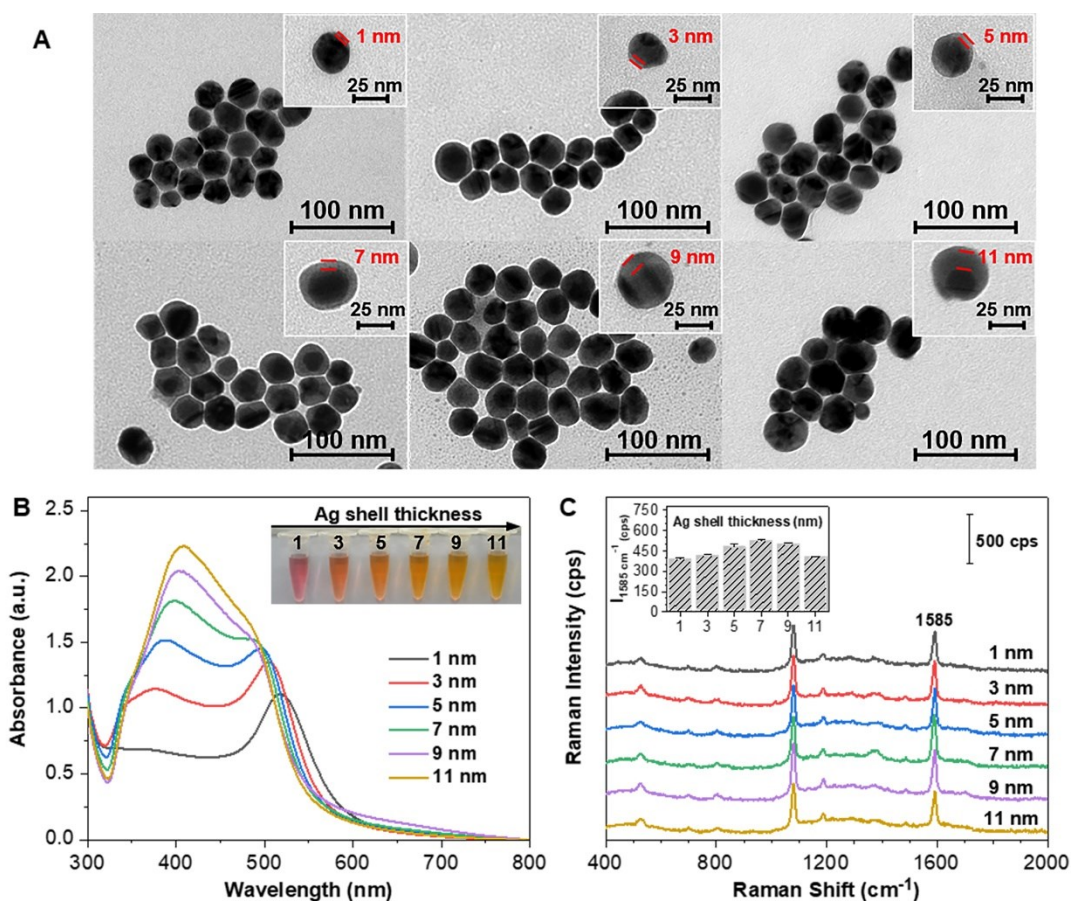 A
1 nm
25 nm
100 nm
3 nm
25 nm
100 nm
5 nm
25 nm
100 nm
7 nm
25 nm
100 nm
9 nm
25 nm
100 nm
11 nm
25 nm
100 nm
B
Ag shell thickness
1 3 5 7 9 11
1 nm
3 nm
5 nm
7 nm
9 nm
11 nm
2.5
2.0
1.5
1.0
0.5
0.0
Absorbance (a.u.)
300 400 500 600 700 800
Wavelength (nm)
C
Ag shell thickness (nm)
750
600
450
300
150
0
I1585 cm-1 (cps)
1 3 5 7 9 11
500 cps
1585
1 nm
3 nm
5 nm
7 nm
9 nm
11 nm
Raman Intensity (cps)
400 800 1200 1600 2000
Raman Shift (cm-1)